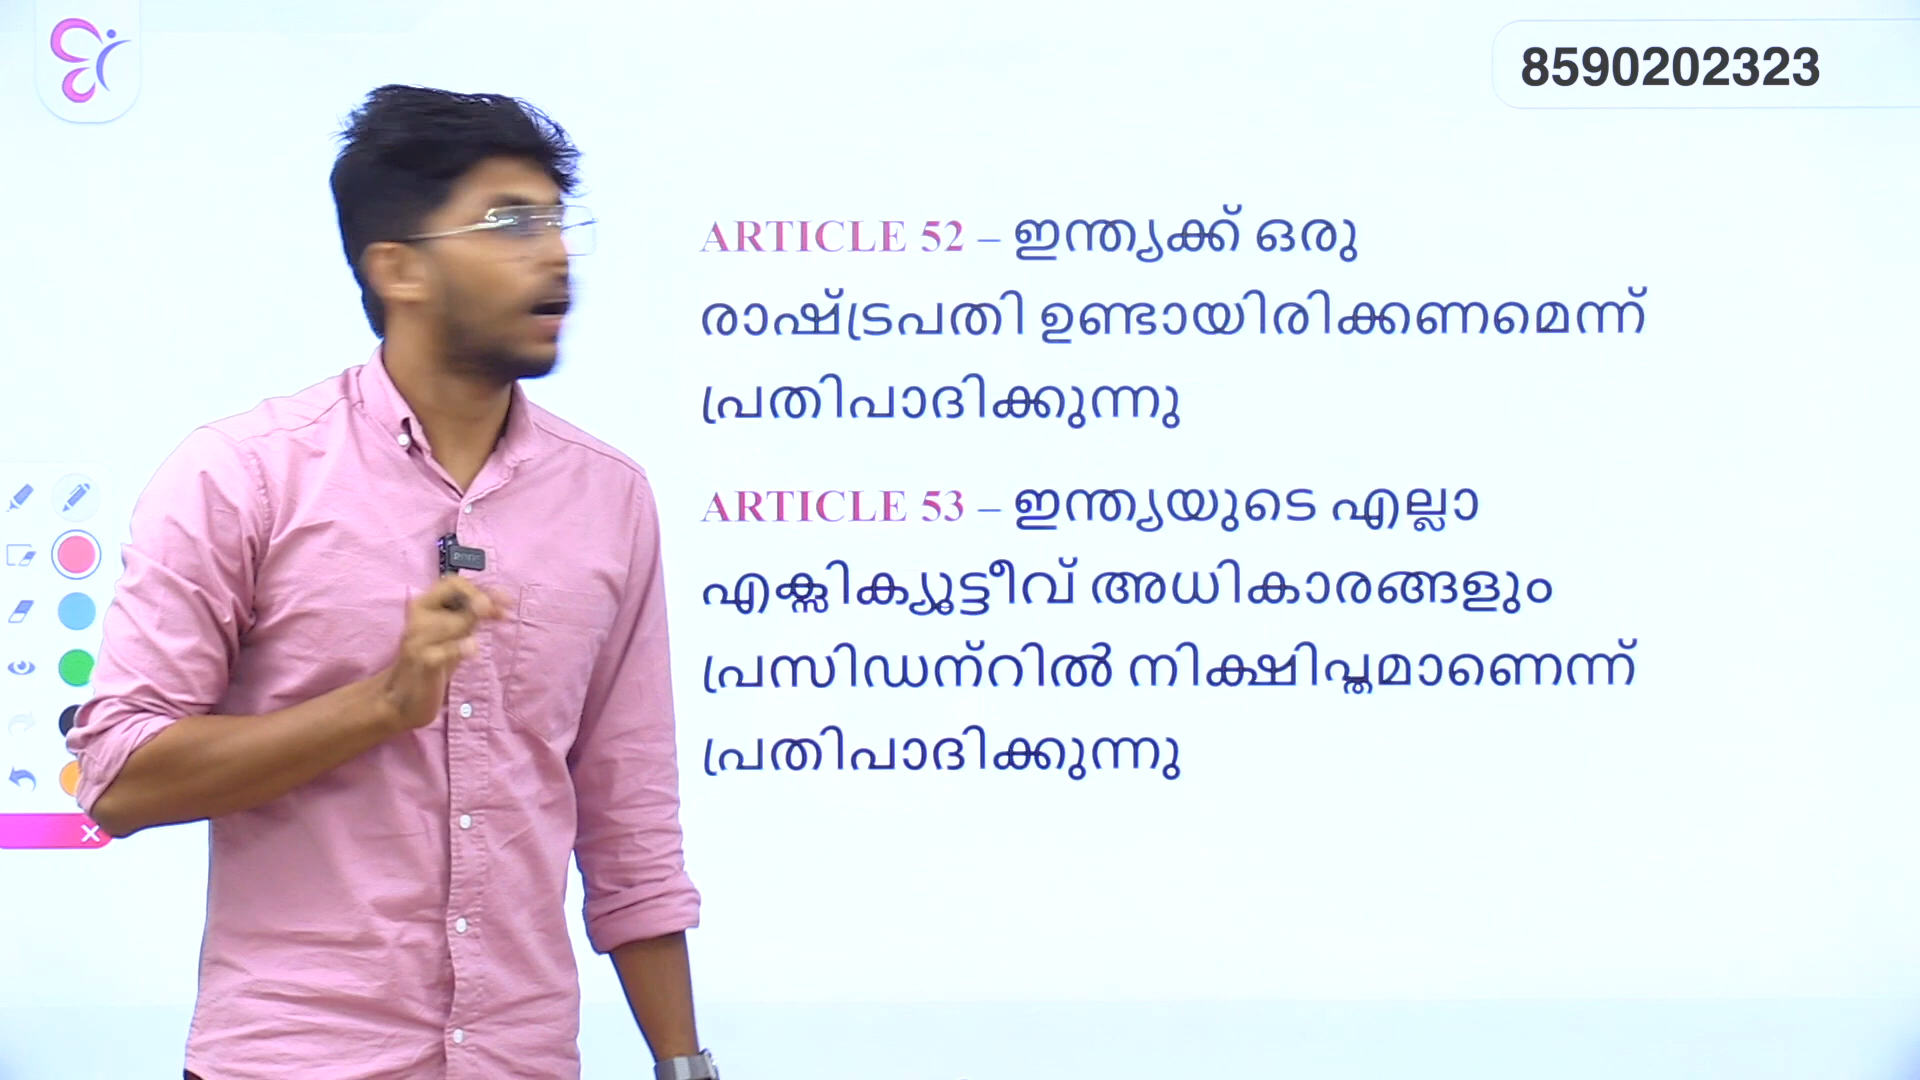 8590202323
ARTICLE 52 – ഇന്ത്യക്ക് ഒരു
രാഷ്ട്രപതി ഉണ്ടായിരിക്കണമെന്ന്
പ്രതിപാദിക്കുന്നു
ARTICLE 53 – ഇന്ത്യയുടെ എല്ലാ
എക്സിക്യൂട്ടീവ് അധികാരങ്ങളും
പ്രസിഡന്റിൽ നിക്ഷിപ്തമാണെന്ന്
പ്രതിപാദിക്കുന്നു